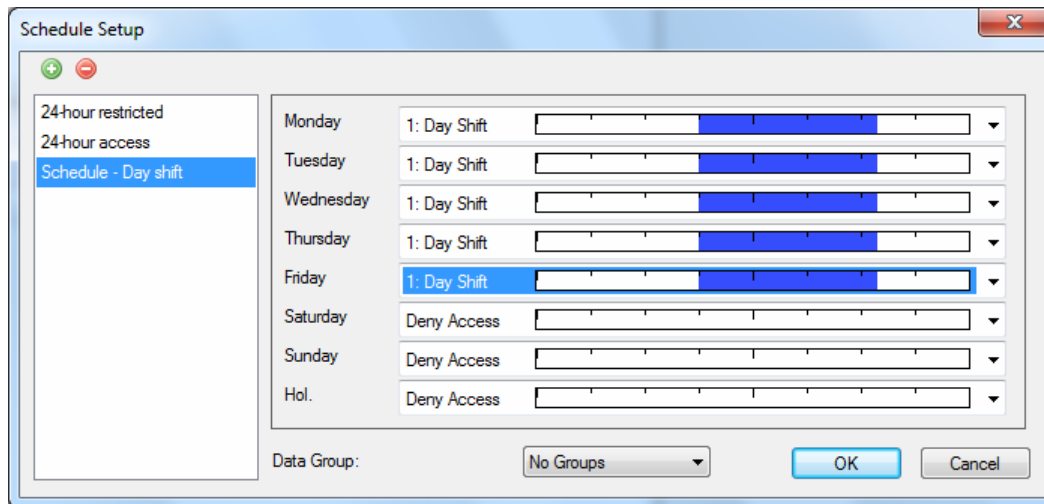 Schedule Setup
24-hour restricted
24-hour access
Schedule - Day shift
Monday 1: Day Shift
Tuesday 1: Day Shift
Wednesday 1: Day Shift
Thursday 1: Day Shift
Friday 1: Day Shift
Saturday Deny Access
Sunday Deny Access
Hol. Deny Access
Data Group: No Groups OK Cancel